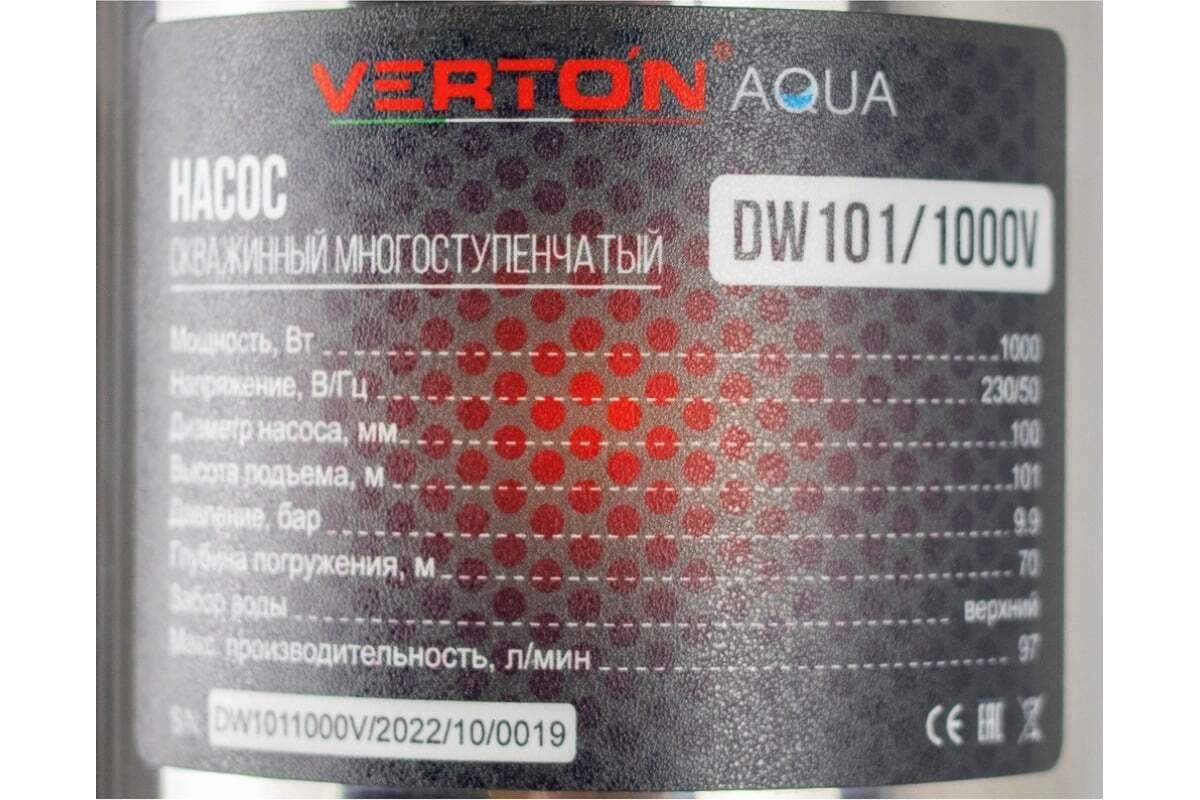 VERTON® AQUA
НАСОС
СКВАЖИННЫЙ МНОГОСТУПЕНЧАТЫЙ
DW101/1000V
Мощность, Вт 1000
Напряжение, В/Гц 230/50
Диаметр насоса, мм 100
Высота подъема, м 101
Давление, бар 9.9
Глубина погружения, м 70
Забор воды верхний
Макс. производительность, л/мин 97
S.N. DW1011000V/2022/10/0019
CE EAC